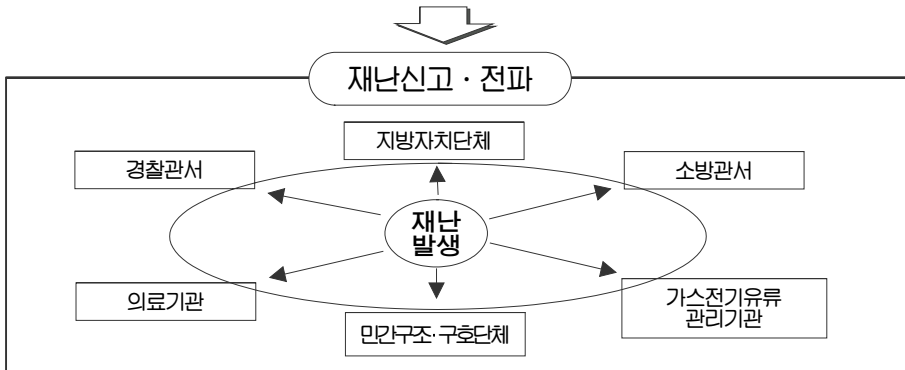 재난신고 · 전파
지방자치단체
경찰관서
소방관서
재난
발생
의료기관
가스전기유류
관리기관
민간구조·구호단체